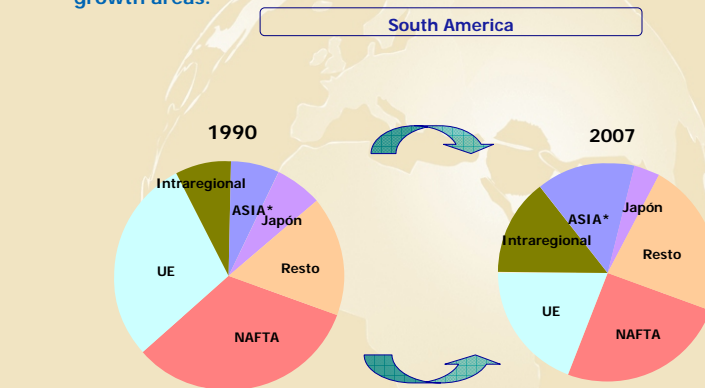 growth areas.
South America
1990
2007
Intraregional
ASIA*
Japón
UE
Resto
NAFTA
ASIA*
Japón
Intraregional
Resto
UE
NAFTA